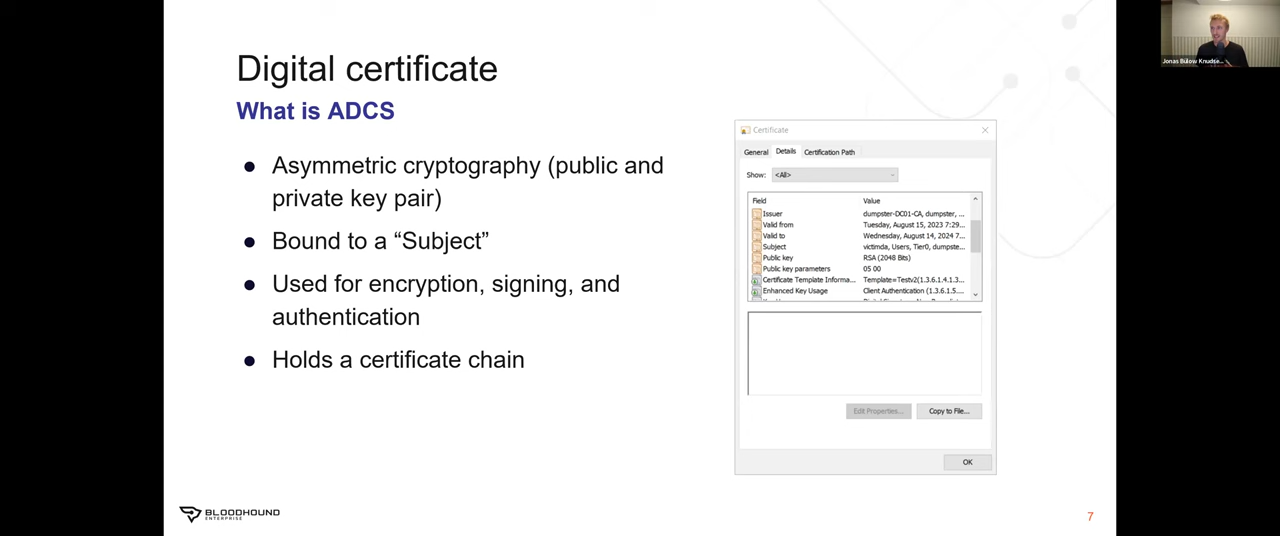 Jonas Bülow Knudse...
Digital certificate
What is ADCS
● Asymmetric cryptography (public and
private key pair)
● Bound to a “Subject”
● Used for encryption, signing, and
authentication
● Holds a certificate chain
Certificate
General Details Certification Path
Show: <All>
Field Value
Issuer dumpster-DC01-CA, dumpster, ...
Valid from Tuesday, August 15, 2023 7:29...
Valid to Wednesday, August 14, 2024 7...
Subject victimda, Users, Tier0, dumpste...
Public key RSA (2048 Bits)
Public key parameters 05 00
Certificate Template Informa... Template=Testv2(1.3.6.1.4.1.3...
Enhanced Key Usage Client Authentication (1.3.6.1.5....
Edit Properties... Copy to File...
OK
BLOODHOUND
ENTERPRISE
7